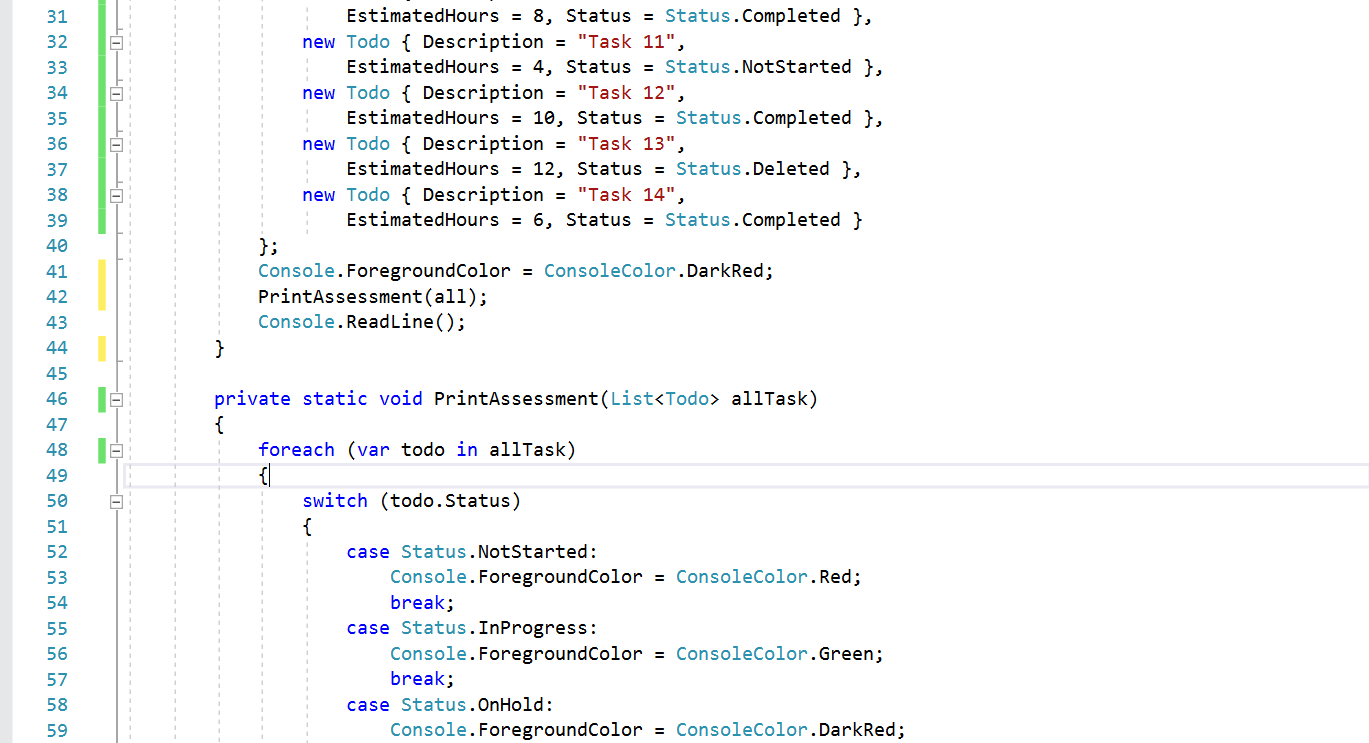 31 EstimatedHours = 8, Status = Status.Completed },
32 new Todo { Description = "Task 11",
33 EstimatedHours = 4, Status = Status.NotStarted },
34 new Todo { Description = "Task 12",
35 EstimatedHours = 10, Status = Status.Completed },
36 new Todo { Description = "Task 13",
37 EstimatedHours = 12, Status = Status.Deleted },
38 new Todo { Description = "Task 14",
39 EstimatedHours = 6, Status = Status.Completed }
40 };
41 Console.ForegroundColor = ConsoleColor.DarkRed;
42 PrintAssessment(all);
43 Console.ReadLine();
44 }
45
46 private static void PrintAssessment(List<Todo> allTask)
47 {
48 foreach (var todo in allTask)
49 {
50 switch (todo.Status)
51 {
52 case Status.NotStarted:
53 Console.ForegroundColor = ConsoleColor.Red;
54 break;
55 case Status.InProgress:
56 Console.ForegroundColor = ConsoleColor.Green;
57 break;
58 case Status.OnHold:
59 Console.ForegroundColor = ConsoleColor.DarkRed;